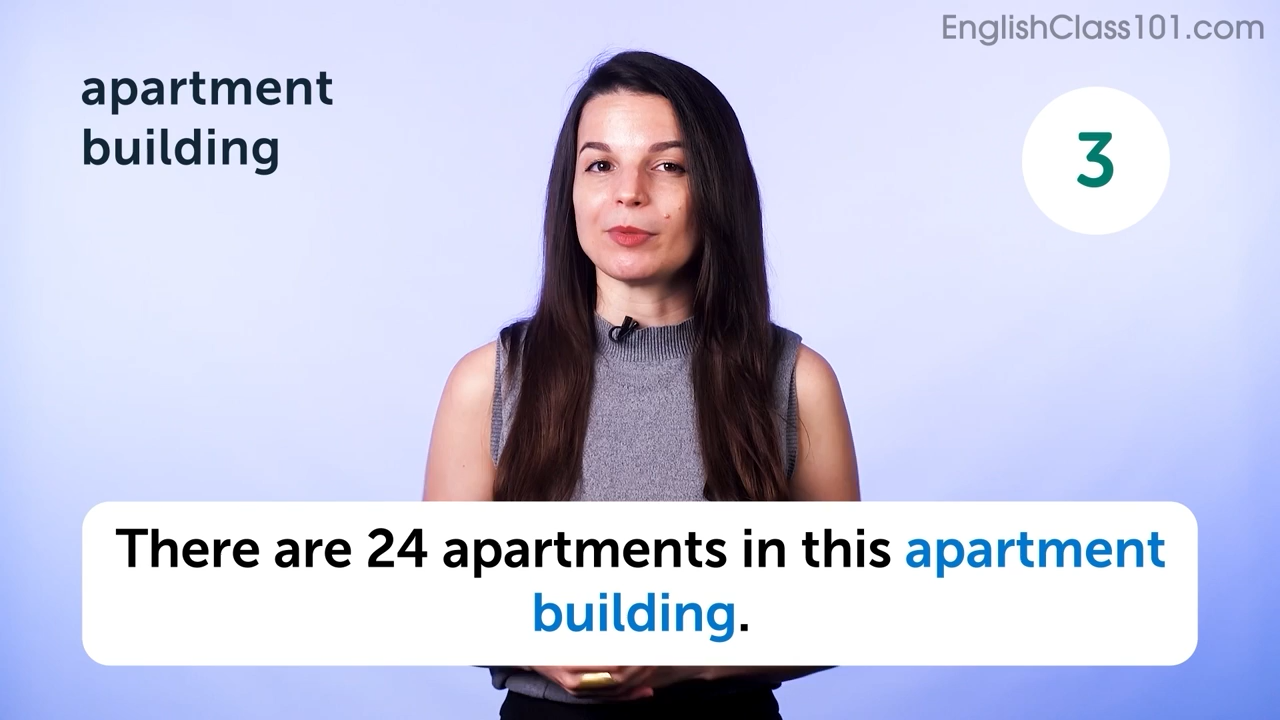 EnglishClass101.com
apartment
building
3
There are 24 apartments in this apartment
building.